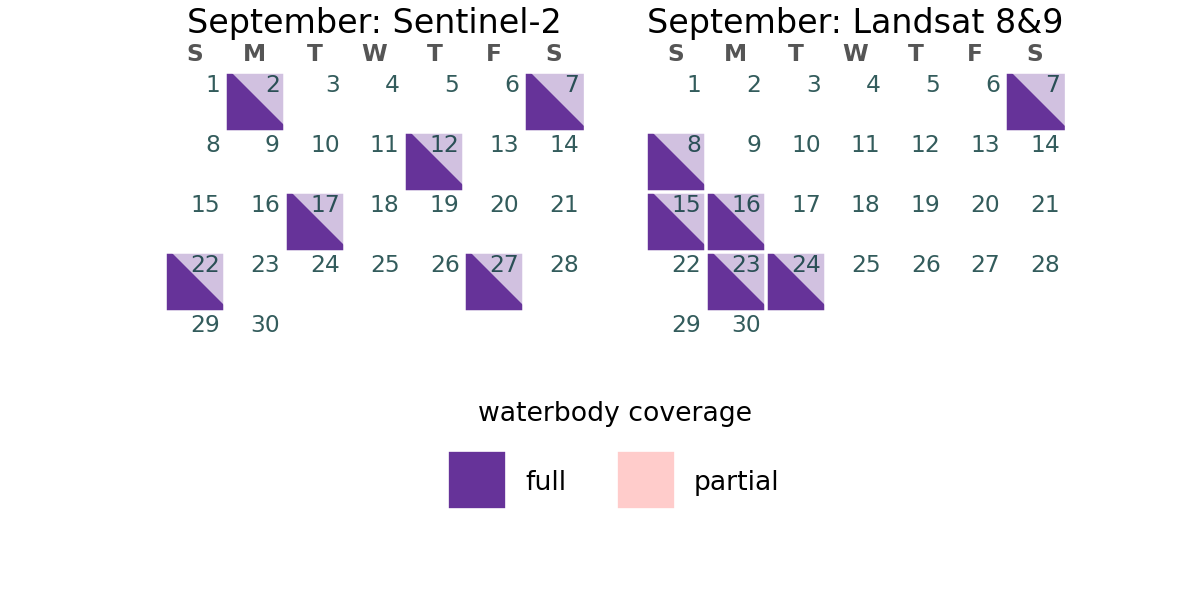 September: Sentinel-2
S M T W T F S
1 2 3 4 5 6 7
8 9 10 11 12 13 14
15 16 17 18 19 20 21
22 23 24 25 26 27 28
29 30
September: Landsat 8&9
S M T W T F S
1 2 3 4 5 6 7
8 9 10 11 12 13 14
15 16 17 18 19 20 21
22 23 24 25 26 27 28
29 30
waterbody coverage
full partial